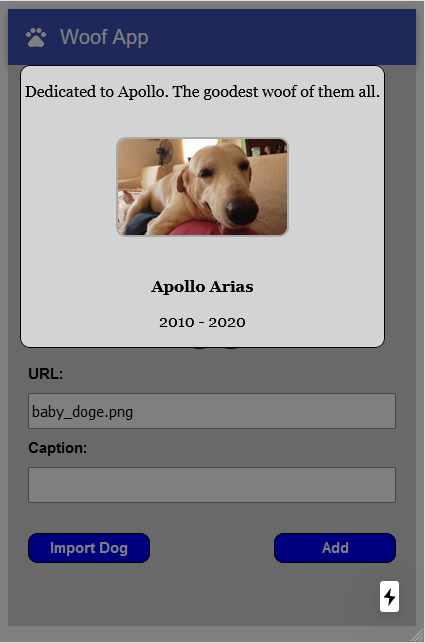 Woof App
Dedicated to Apollo. The goodest woof of them all.
Apollo Arias
2010 - 2020
URL:
baby_doge.png
Caption:
Import Dog
Add